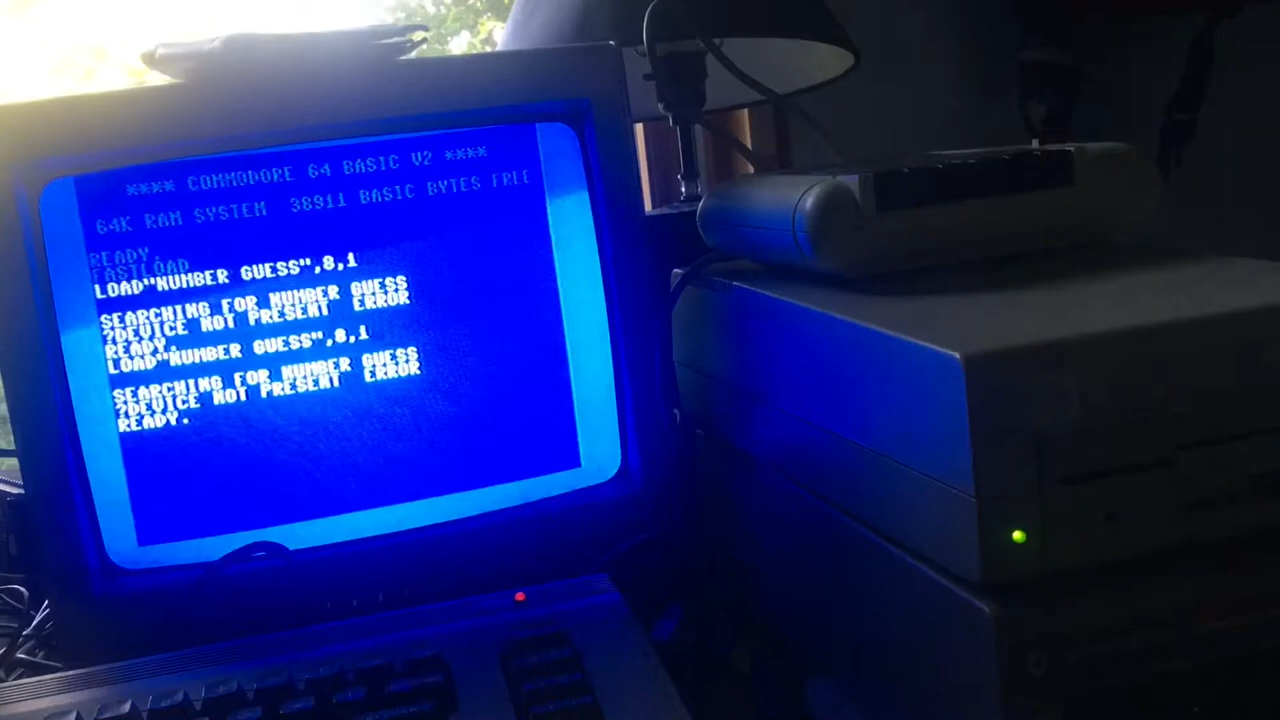 **** COMMODORE 64 BASIC V2 ****
64K RAM SYSTEM  38911 BASIC BYTES FREE
READY.
FASTLOAD
LOAD"NUMBER GUESS",8,1
SEARCHING FOR NUMBER GUESS
?DEVICE NOT PRESENT  ERROR
READY.
LOAD"NUMBER GUESS",8,1
SEARCHING FOR NUMBER GUESS
?DEVICE NOT PRESENT  ERROR
READY.